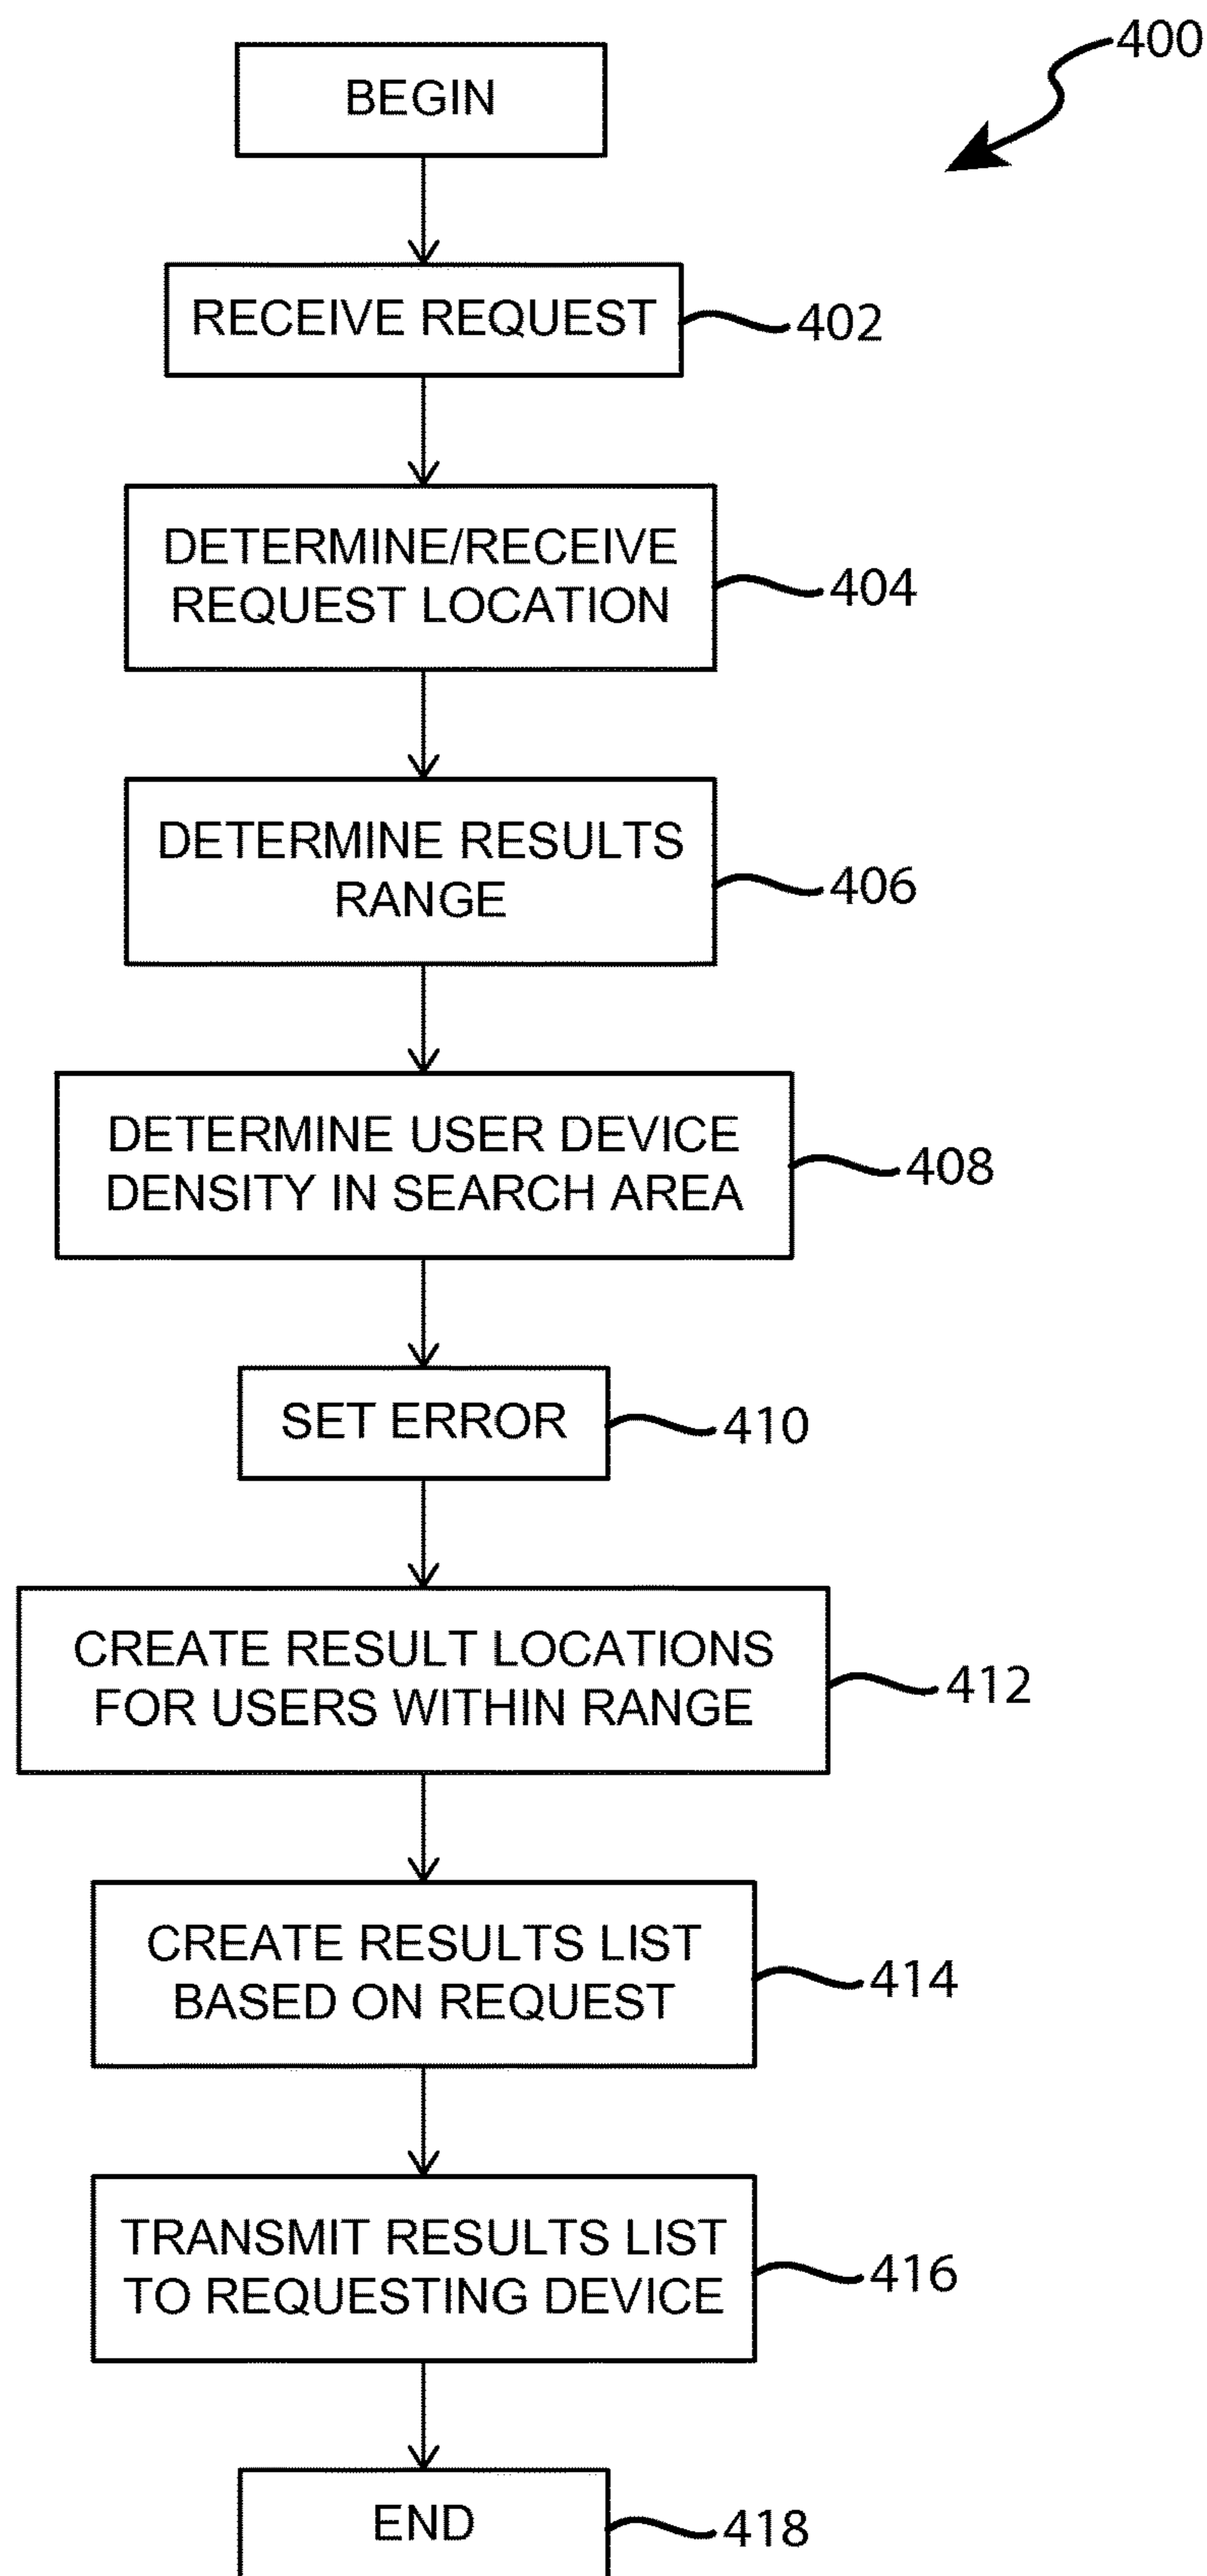 400
BEGIN
RECEIVE REQUEST
402
DETERMINE/RECEIVE
REQUEST LOCATION
404
DETERMINE RESULTS
RANGE
406
DETERMINE USER DEVICE
DENSITY IN SEARCH AREA
408
SET ERROR
410
CREATE RESULT LOCATIONS
FOR USERS WITHIN RANGE
412
CREATE RESULTS LIST
BASED ON REQUEST
414
TRANSMIT RESULTS LIST
TO REQUESTING DEVICE
416
END
418